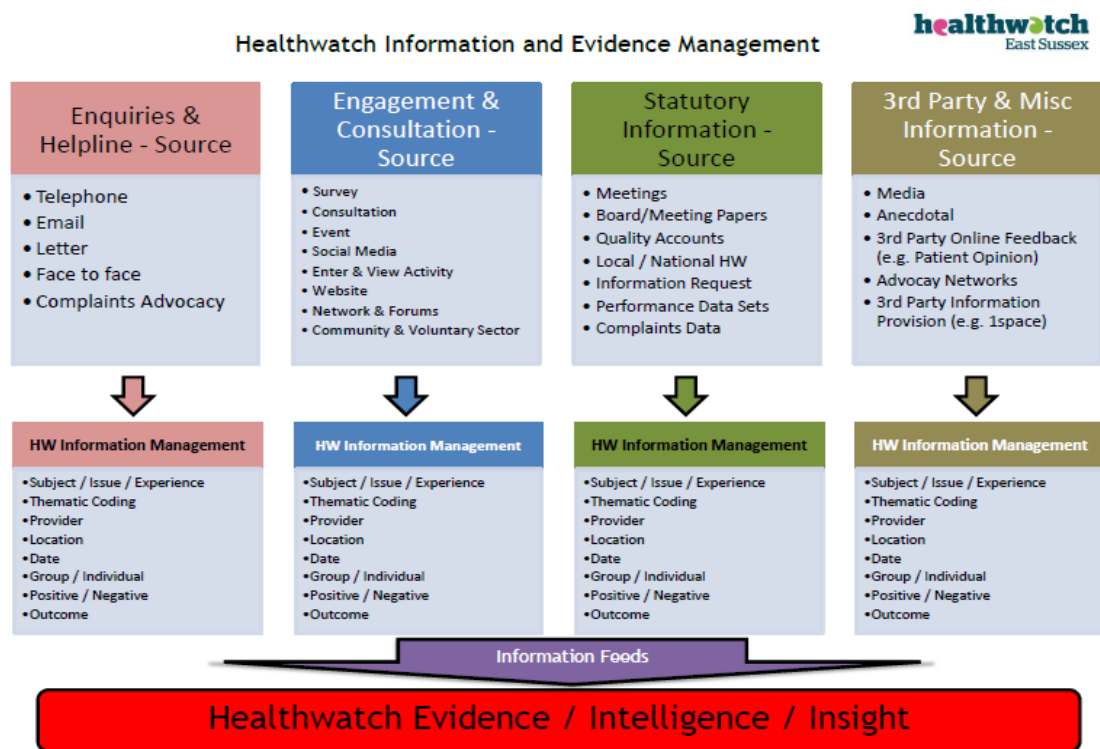 Healthwatch Information and Evidence Management
healthwatch
East Sussex
Enquiries &
Helpline - Source
• Telephone
• Email
• Letter
• Face to face
• Complaints Advocacy
Engagement &
Consultation -
Source
• Survey
• Consultation
• Event
• Social Media
• Enter & View Activity
• Website
• Network & Forums
• Community & Voluntary Sector
Statutory
Information -
Source
• Meetings
• Board/Meeting Papers
• Quality Accounts
• Local / National HW
• Information Request
• Performance Data Sets
• Complaints Data
3rd Party & Misc
Information -
Source
• Media
• Anecdotal
• 3rd Party Online Feedback
(e.g. Patient Opinion)
• Advocay Networks
• 3rd Party Information
Provision (e.g. 1space)
HW Information Management
•Subject / Issue / Experience
•Thematic Coding
•Provider
•Location
•Date
•Group / Individual
•Positive / Negative
•Outcome
HW Information Management
•Subject / Issue / Experience
•Thematic Coding
•Provider
•Location
•Date
•Group / Individual
•Positive / Negative
•Outcome
HW Information Management
•Subject / Issue / Experience
•Thematic Coding
•Provider
•Location
•Date
•Group / Individual
•Positive / Negative
•Outcome
HW Information Management
•Subject / Issue / Experience
•Thematic Coding
•Provider
•Location
•Date
•Group / Individual
•Positive / Negative
•Outcome
Information Feeds
Healthwatch Evidence / Intelligence / Insight